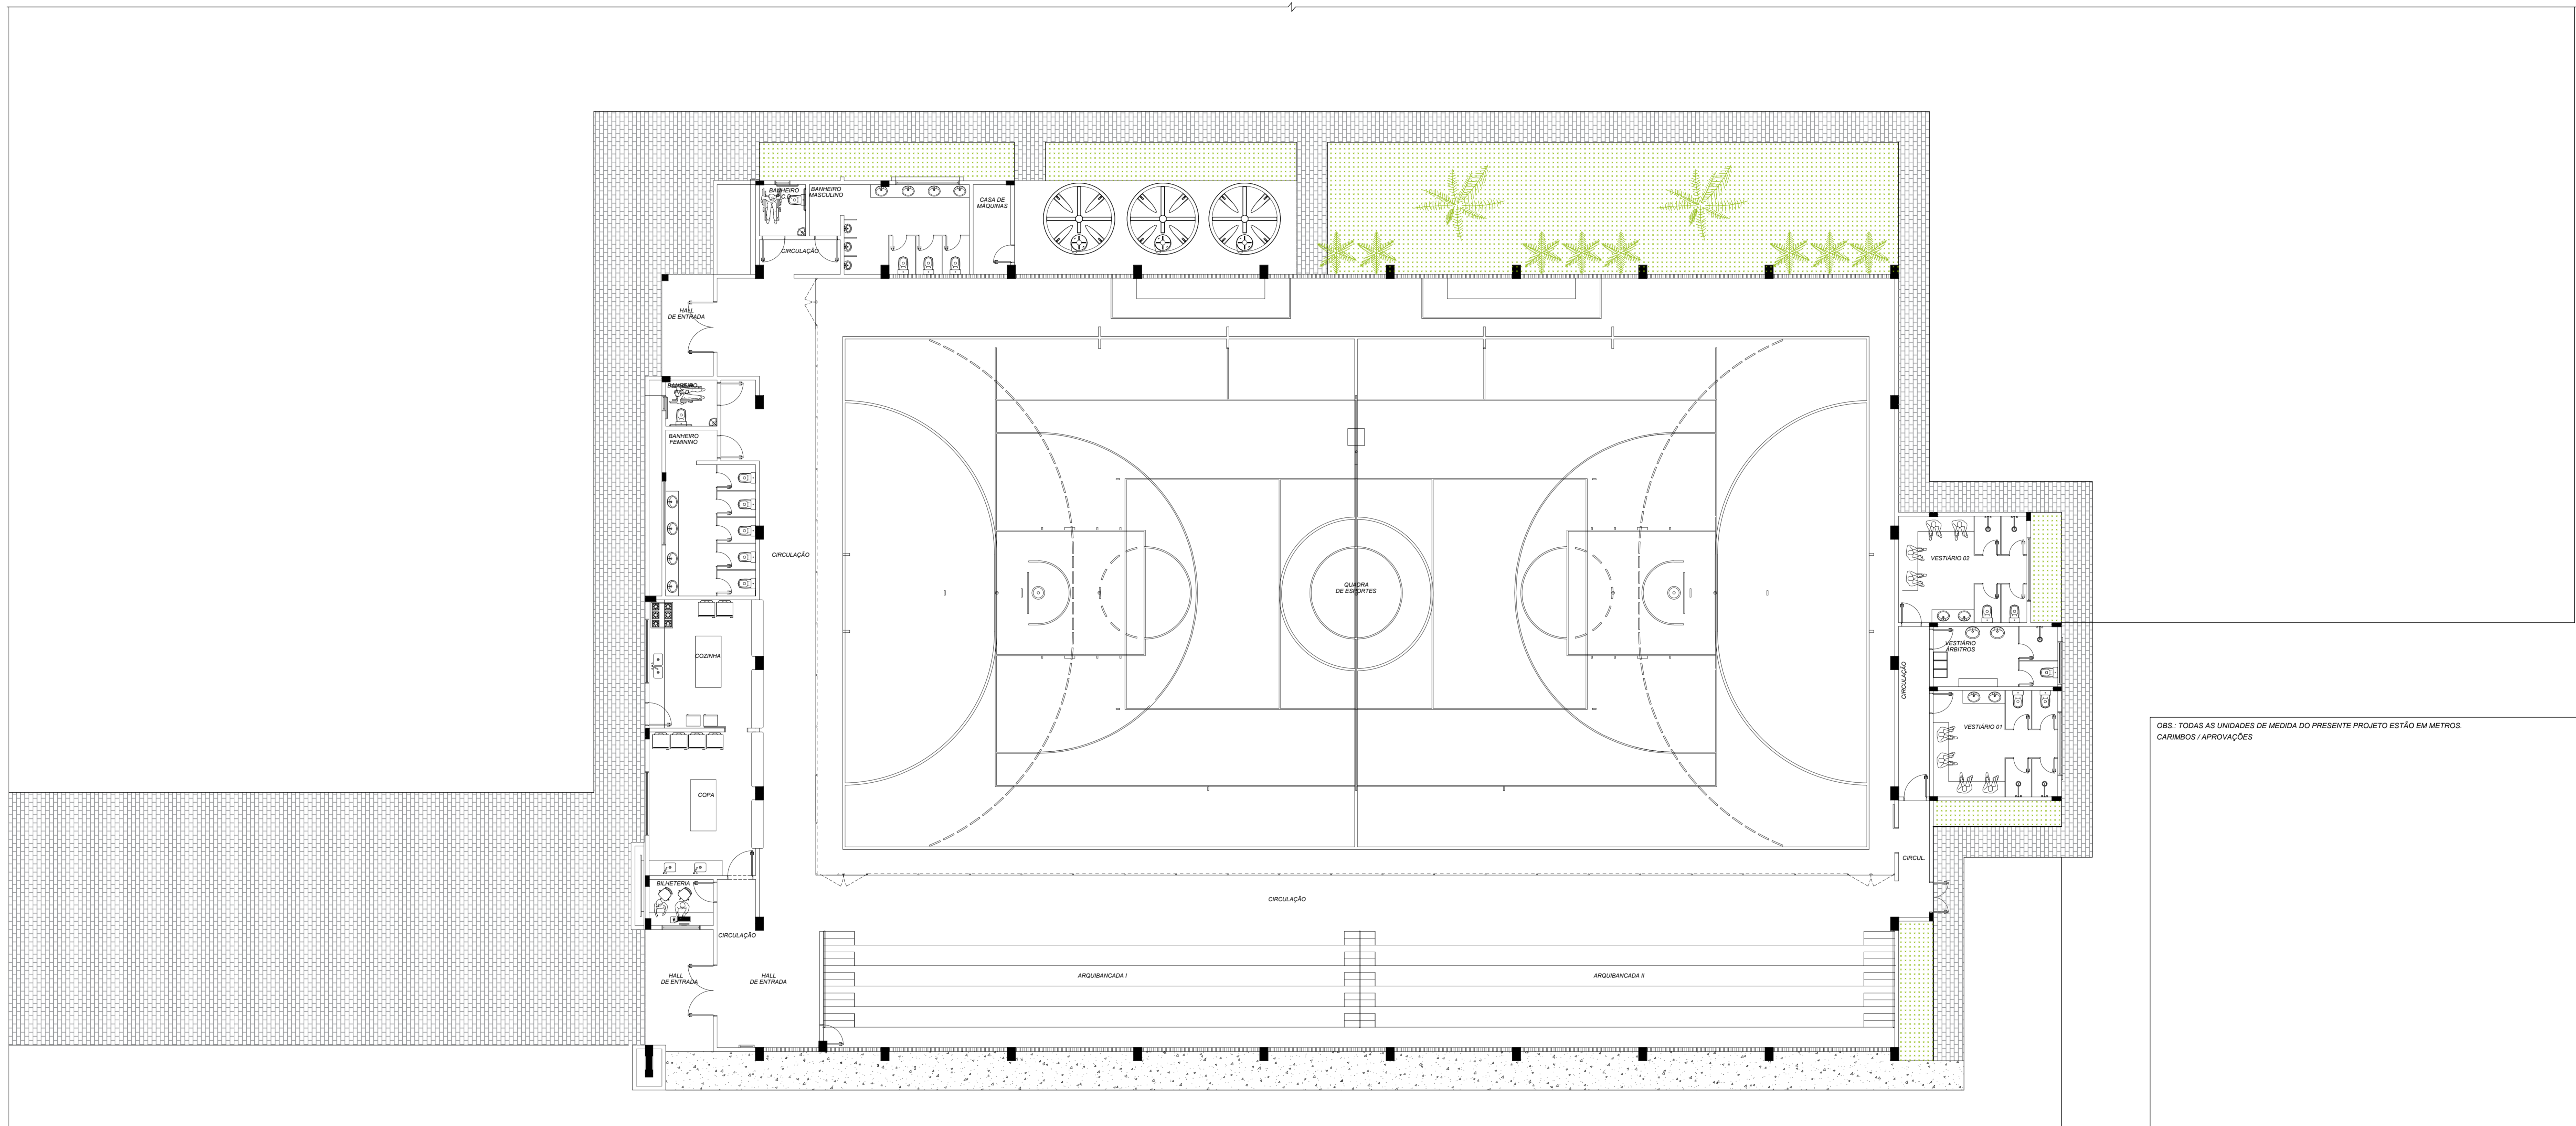 BANHEIRO
BANHEIRO
MASCULINO
CASA DE
MÁQUINAS
CIRCULAÇÃO
HALL
DE ENTRADA
BANHEIRO
FEMININO
CIRCULAÇÃO
QUADRA
DE ESPORTES
VESTIÁRIO 02
COZINHA
VESTIÁRIO
ÁRBITROS
CIRCULAÇÃO
VESTIÁRIO 01
OBS.: TODAS AS UNIDADES DE MEDIDA DO PRESENTE PROJETO ESTÃO EM METROS.
CARIMBOS / APROVAÇÕES
COPA
CIRCUL.
BILHETERIA
CIRCULAÇÃO
CIRCULAÇÃO
HALL
DE ENTRADA
HALL
DE ENTRADA
ARQUIBANCADA I
ARQUIBANCADA II